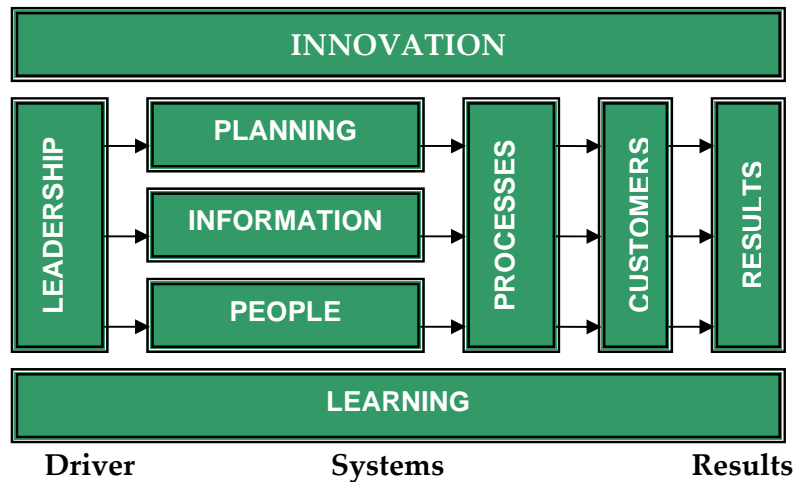 INNOVATION
LEADERSHIP
PLANNING
INFORMATION
PEOPLE
PROCESSES
CUSTOMERS
RESULTS
LEARNING
Driver Systems Results